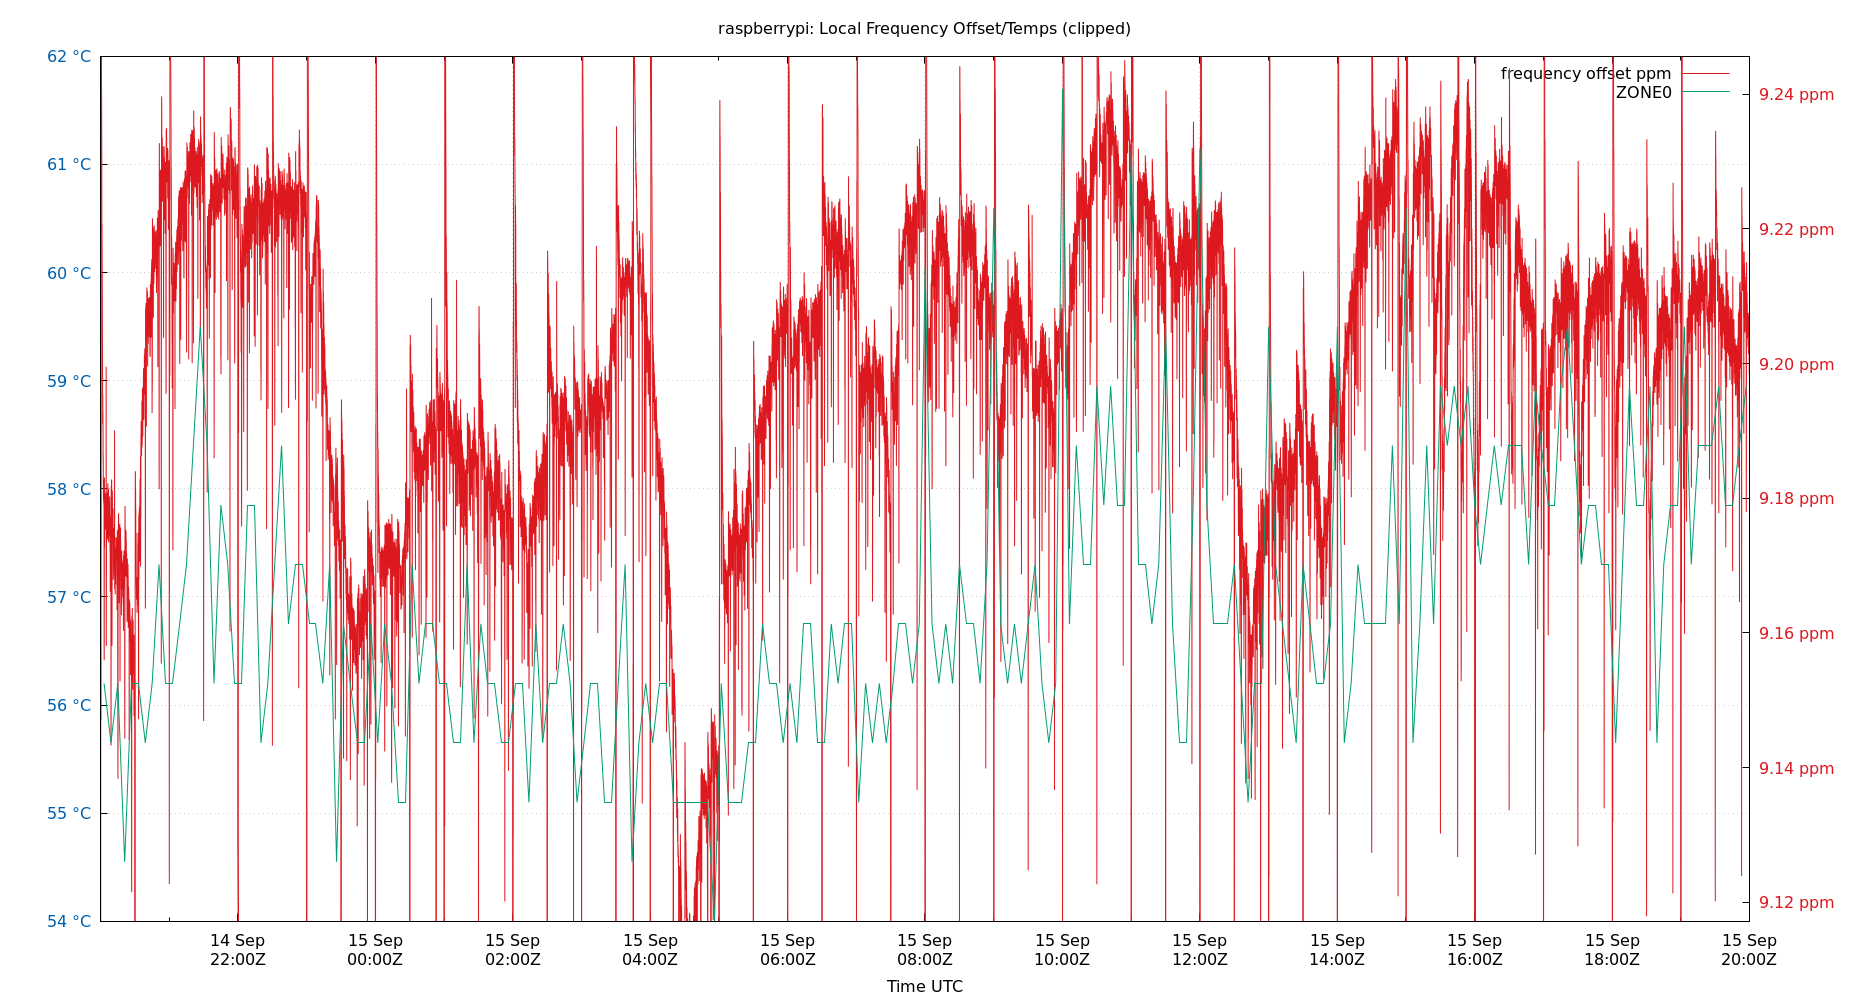 raspberrypi: Local Frequency Offset/Temps (clipped)
62 °C
61 °C
60 °C
59 °C
58 °C
57 °C
56 °C
55 °C
54 °C
frequency offset ppm
ZONE0
9.24 ppm
9.22 ppm
9.20 ppm
9.18 ppm
9.16 ppm
9.14 ppm
9.12 ppm
14 Sep 15 Sep 15 Sep 15 Sep 15 Sep 15 Sep 15 Sep 15 Sep 15 Sep 15 Sep 15 Sep 15 Sep
22:00Z 00:00Z 02:00Z 04:00Z 06:00Z 08:00Z 10:00Z 12:00Z 14:00Z 16:00Z 18:00Z 20:00Z
Time UTC